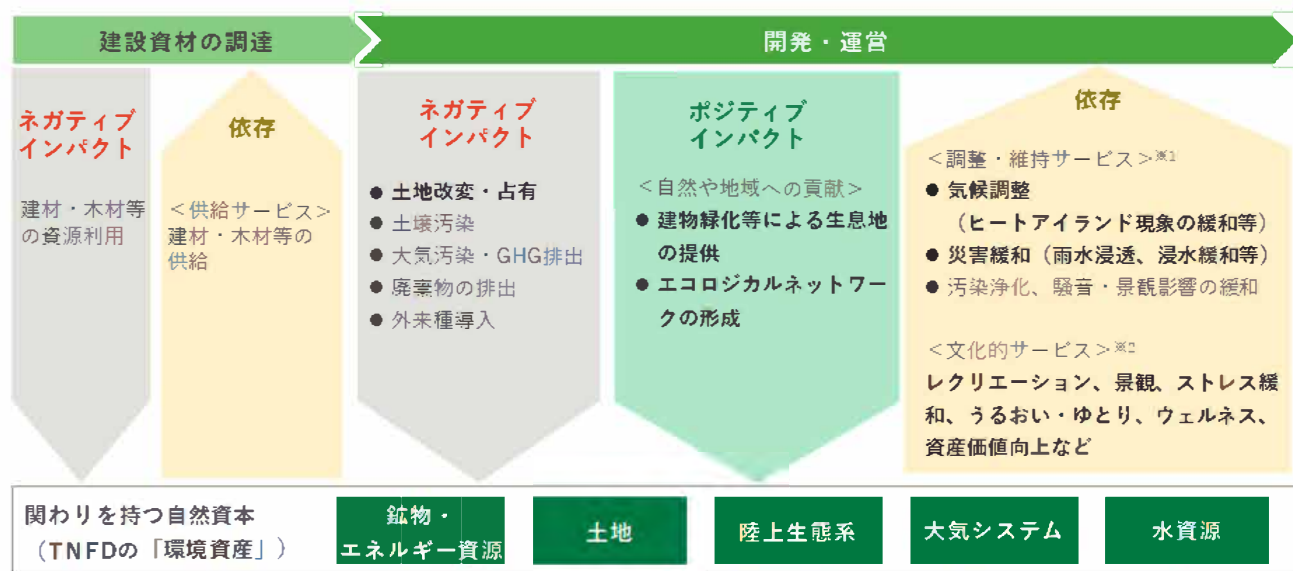 建設資材の調達
開発・運営
ネガティブ
インパクト
建材・木材等
の資源利用
依存
＜供給サービス＞
建材・木材等の
供給
ネガティブ
インパクト
● 土地改変・占有
● 土壌汚染
● 大気汚染・GHG排出
● 廃棄物の排出
● 外来種導入
ポジティブ
インパクト
＜自然や地域への貢献＞
● 建物緑化等による生息地
の提供
● エコロジカルネットワー
クの形成
依存
＜調整・維持サービス＞※1
● 気候調整
（ヒートアイランド現象の緩和等）
● 災害緩和（雨水浸透、浸水緩和等）
● 汚染浄化、騒音・景観影響の緩和
＜文化的サービス＞※2
レクリエーション、景観、ストレス緩
和、うるおい・ゆとり、ウェルネス、
資産価値向上など
関わりを持つ自然資本
（TNFDの「環境資産」）
鉱物・
エネルギー資源
土地
陸上生態系
大気システム
水資源